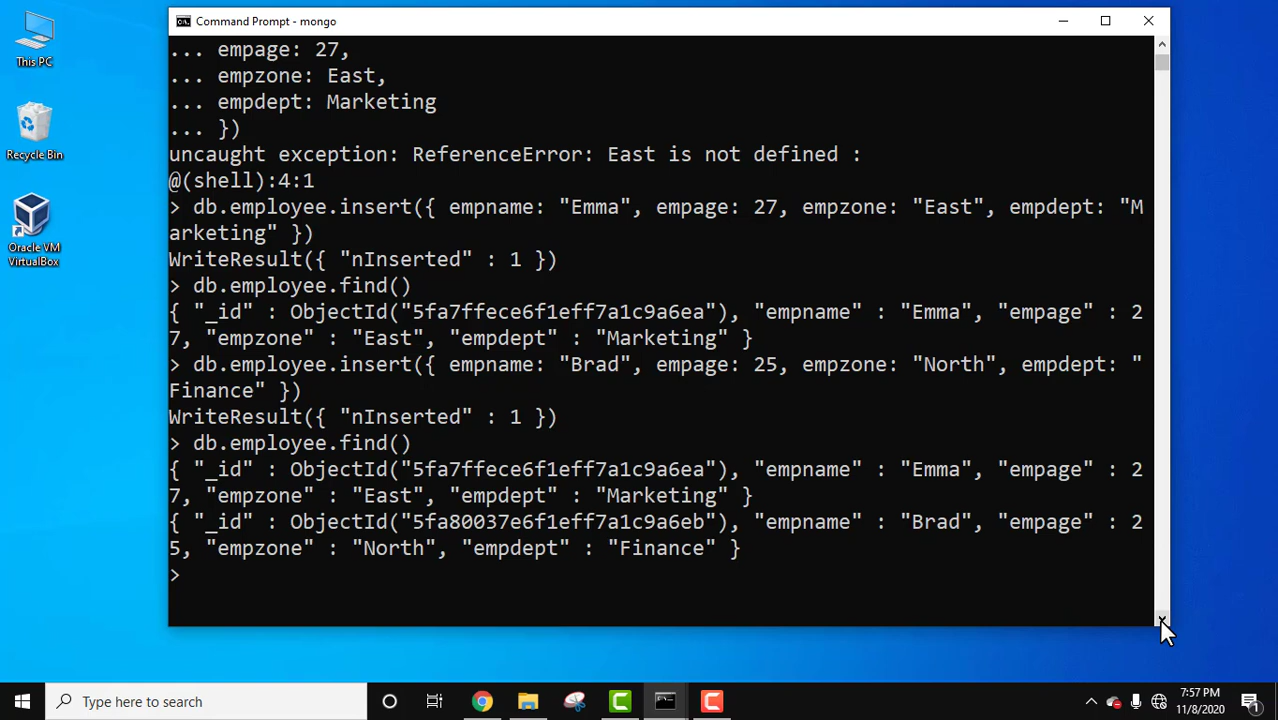 This PC
Recycle Bin
Oracle VM
VirtualBox
Command Prompt - mongo
... empage: 27,
... empzone: East,
... empdept: Marketing
... })
uncaught exception: ReferenceError: East is not defined :
@(shell):4:1
> db.employee.insert({ empname: "Emma", empage: 27, empzone: "East", empdept: "M
arketing" })
WriteResult({ "nInserted" : 1 })
> db.employee.find()
{ "_id" : ObjectId("5fa7ffece6f1eff7a1c9a6ea"), "empname" : "Emma", "empage" : 2
7, "empzone" : "East", "empdept" : "Marketing" }
> db.employee.insert({ empname: "Brad", empage: 25, empzone: "North", empdept: "
Finance" })
WriteResult({ "nInserted" : 1 })
> db.employee.find()
{ "_id" : ObjectId("5fa7ffece6f1eff7a1c9a6ea"), "empname" : "Emma", "empage" : 2
7, "empzone" : "East", "empdept" : "Marketing" }
{ "_id" : ObjectId("5fa80037e6f1eff7a1c9a6eb"), "empname" : "Brad", "empage" : 2
5, "empzone" : "North", "empdept" : "Finance" }
>
Type here to search
7:57 PM
11/8/2020
1